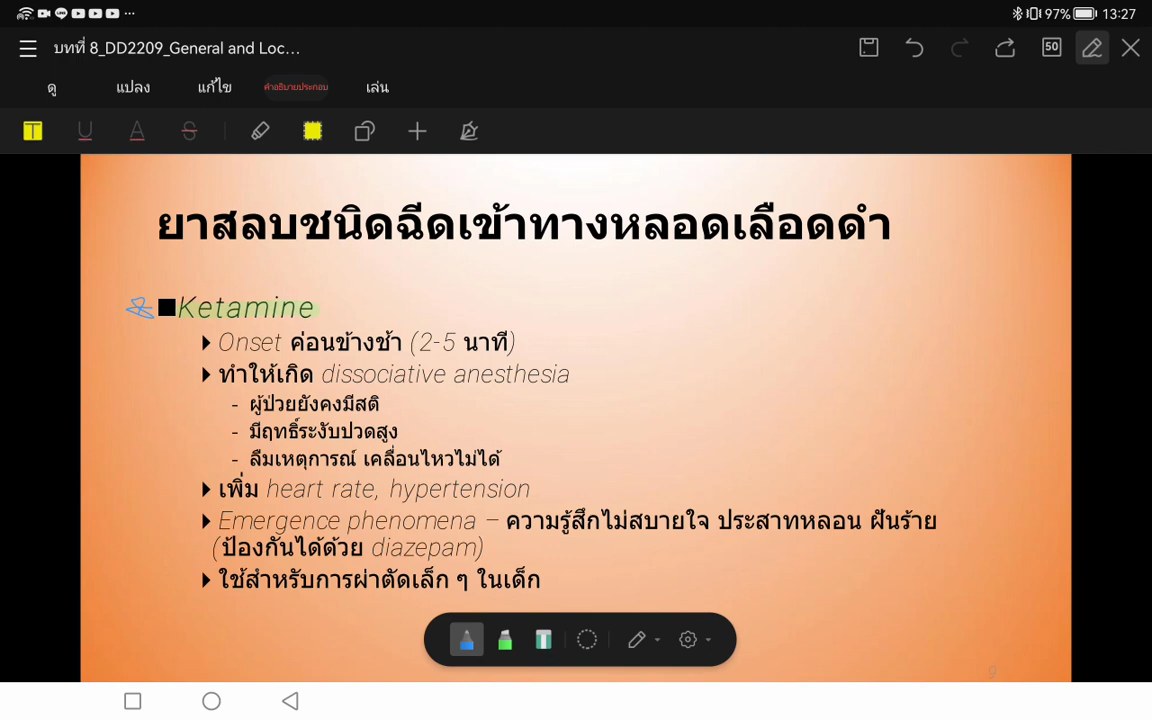 97% 13:27
บทที่ 8_DD2209_General and Loc...
50
ดู แปลง แก้ไข คำอธิบายประกอบ เล่น
T U A S
ยาสลบชนิดฉีดเข้าทางหลอดเลือดดำ
Ketamine
Onset ค่อนข้างช้า (2-5 นาที)
ทำให้เกิด dissociative anesthesia
- ผู้ป่วยยังคงมีสติ
- มีฤทธิ์ระงับปวดสูง
- ลืมเหตุการณ์ เคลื่อนไหวไม่ได้
เพิ่ม heart rate, hypertension
Emergence phenomena – ความรู้สึกไม่สบายใจ ประสาทหลอน ฝันร้าย
(ป้องกันได้ด้วย diazepam)
ใช้สำหรับการผ่าตัดเล็ก ๆ ในเด็ก
9